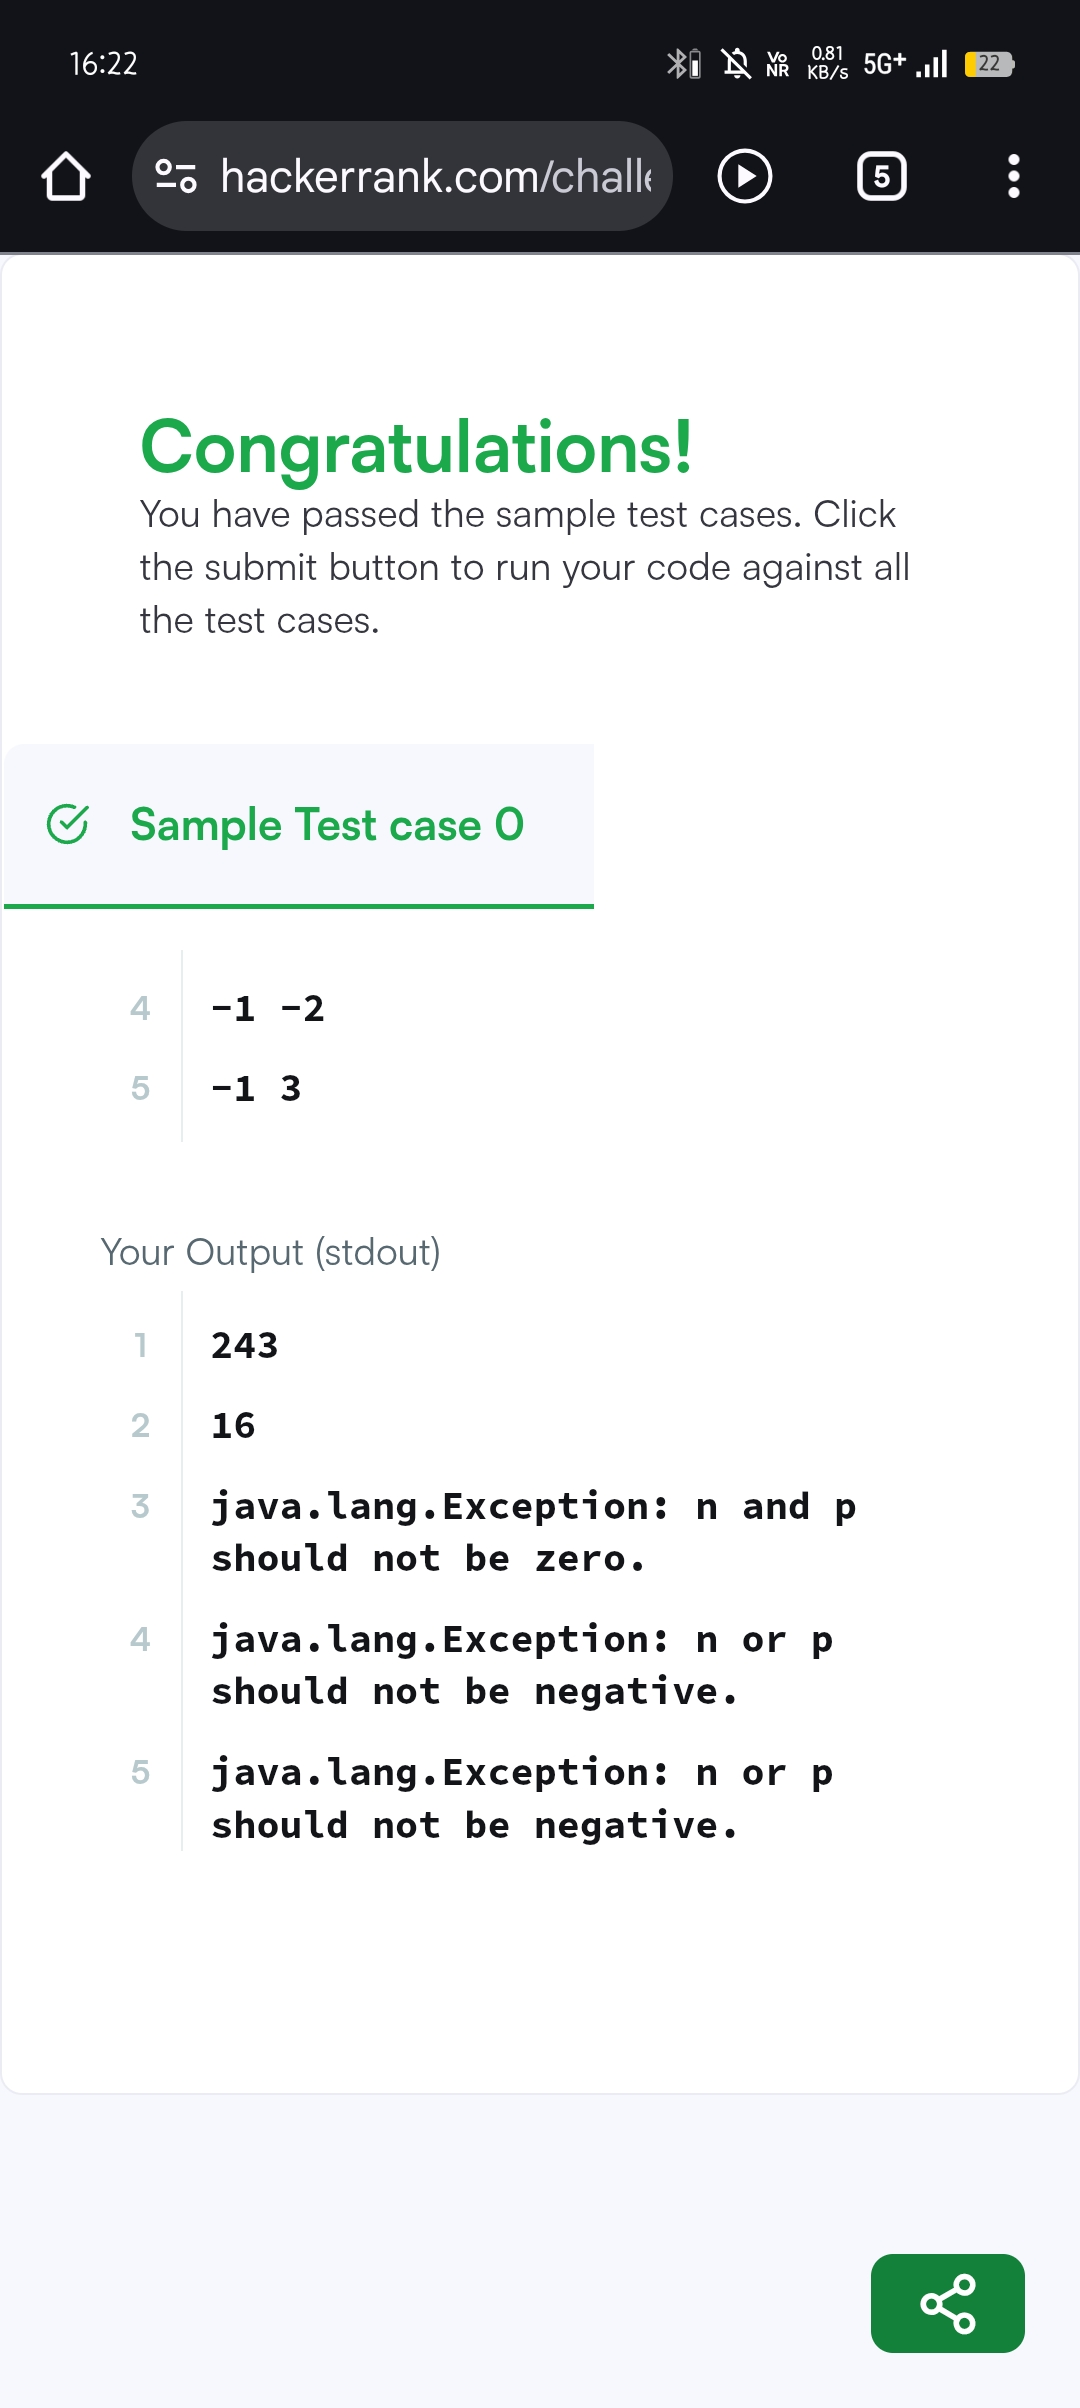 16:22
Vo
NR
0.81
KB/s
5G+
22
hackerrank.com/challe
5
Congratulations!
You have passed the sample test cases. Click
the submit button to run your code against all
the test cases.
Sample Test case 0
4 -1 -2
5 -1 3
Your Output (stdout)
1 243
2 16
3 java.lang.Exception: n and p
should not be zero.
4 java.lang.Exception: n or p
should not be negative.
5 java.lang.Exception: n or p
should not be negative.